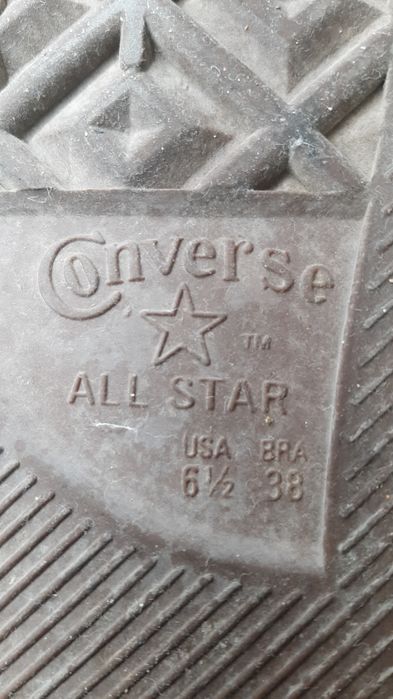 Converse
TM
ALL STAR
USA BRA
6½ 38